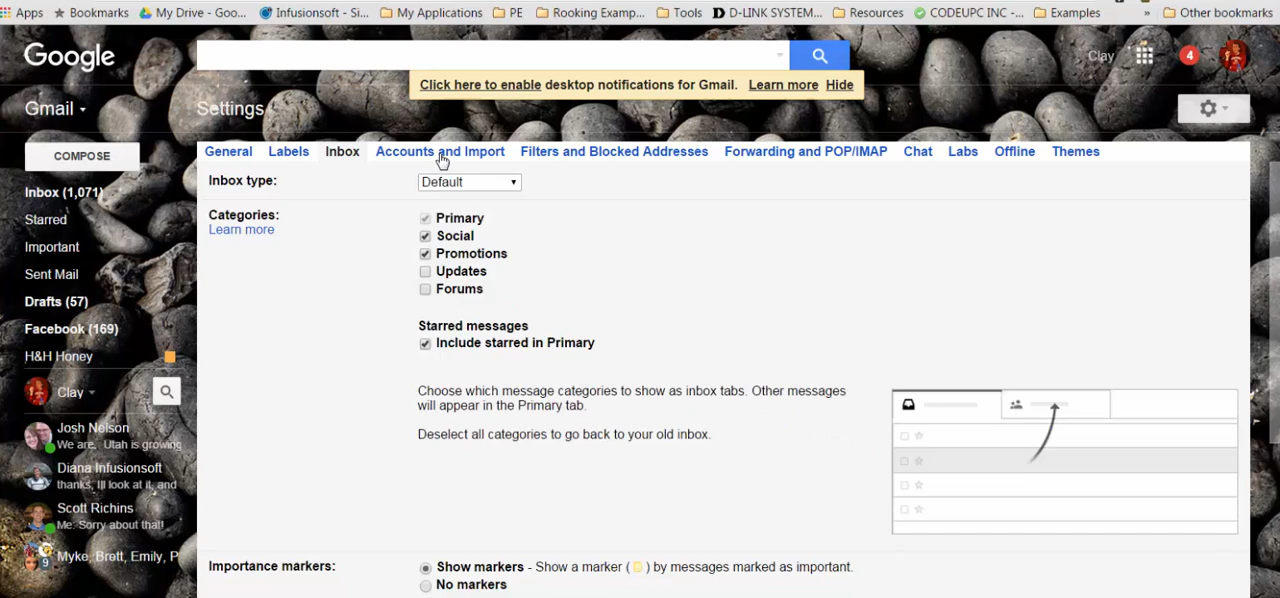 Apps Bookmarks My Drive - Goo... Infusionsoft - Si... My Applications PE Rooking Examp... Tools D-LINK SYSTEM... Resources CODEUPC INC -... Examples » Other bookmarks
Google
Clay 4
Click here to enable desktop notifications for Gmail. Learn more Hide
Gmail Settings
General Labels Inbox Accounts and Import Filters and Blocked Addresses Forwarding and POP/IMAP Chat Labs Offline Themes
COMPOSE
Inbox (1,071)
Starred
Important
Sent Mail
Drafts (57)
Facebook (169)
H&H Honey
Clay
Josh Nelson
We are, Utah is growing
Diana Infusionsoft
thanks, Ill look at it, and
Scott Richins
Me: Sorry about that!
Myke, Brett, Emily, P
9
Inbox type: Default
Categories:
Learn more
Primary
Social
Promotions
Updates
Forums
Starred messages
Include starred in Primary
Choose which message categories to show as inbox tabs. Other messages
will appear in the Primary tab.
Deselect all categories to go back to your old inbox.
Importance markers: Show markers - Show a marker ( ) by messages marked as important.
No markers